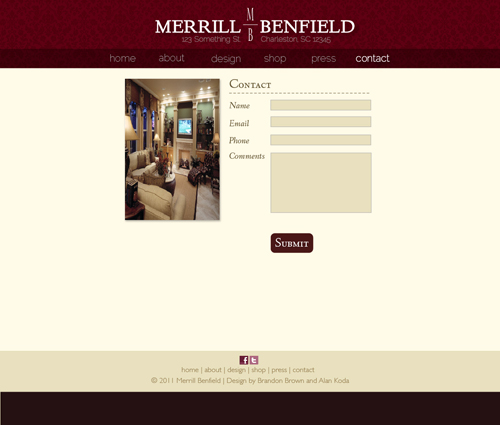 MERRILL MB BENFIELD
123 Something St. Charleston, SC 12345
home about design shop press contact
Contact
Name
Email
Phone
Comments
Submit
f t
home | about | design | shop | press | contact
© 2011 Merrill Benfield | Design by Brandon Brown and Alan Koda